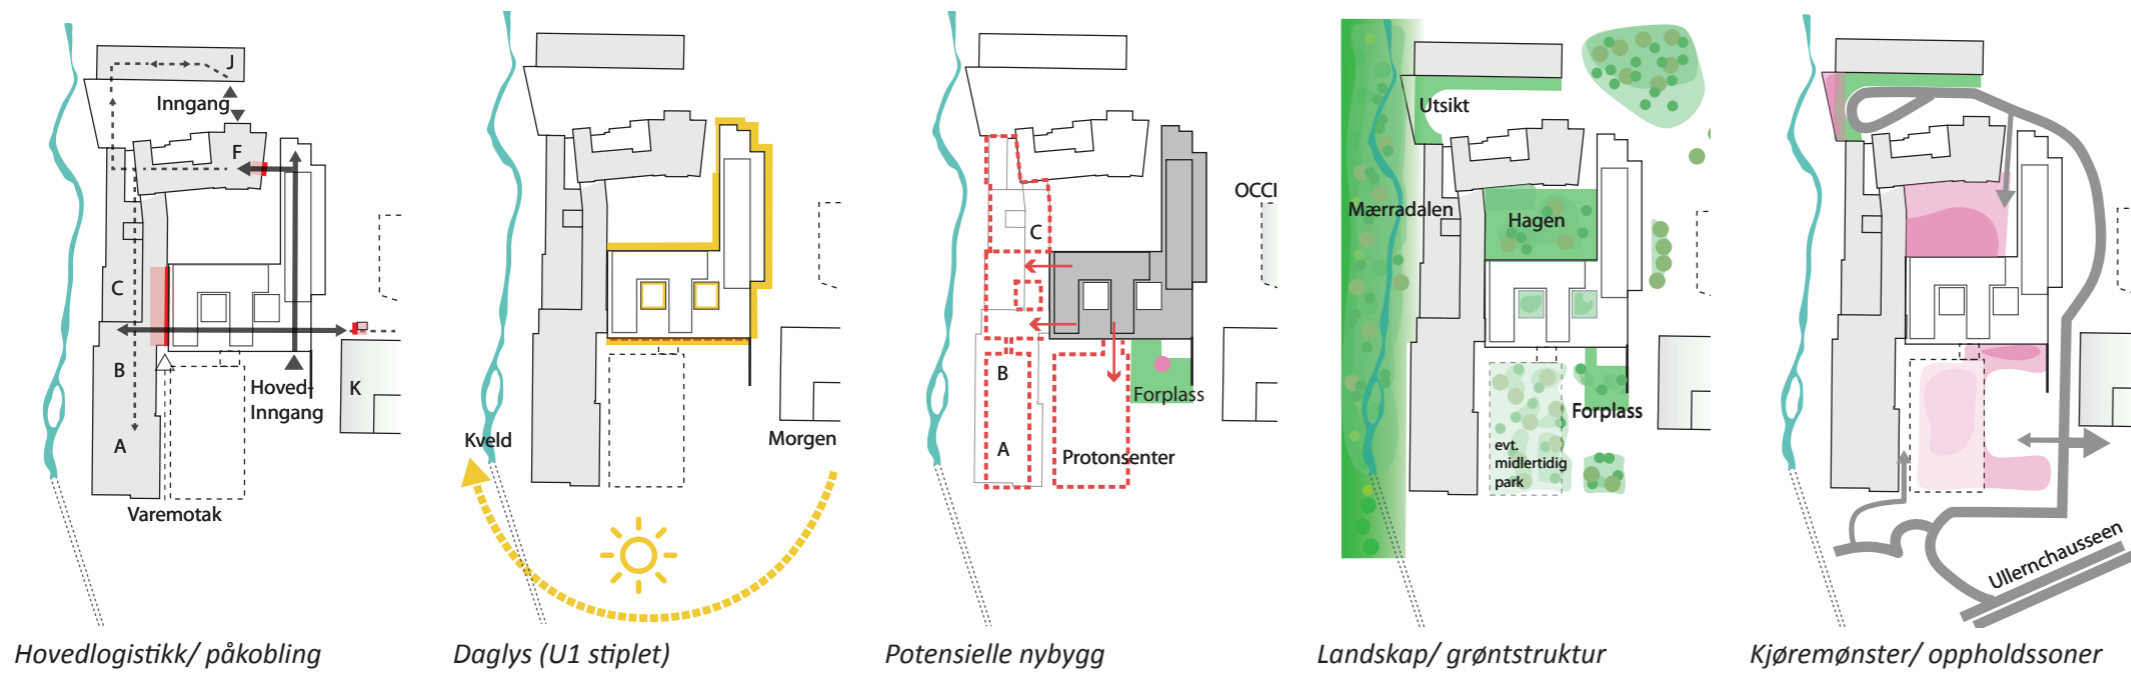 J
Inngang
F
C
B
Hoved-
Inngang
K
A
Varemotak
Hovedlogistikk/ påkobling
Kveld
Morgen
Daglys (U1 stiplet)
OCCI
C
B
Forplass
A
Protonsenter
Potensielle nybygg
Utsikt
Mærradalen
Hagen
Forplass
evt.
midlertidig
park
Landskap/ grøntstruktur
Ullernchausseen
Kjøremønster/ oppholdssoner